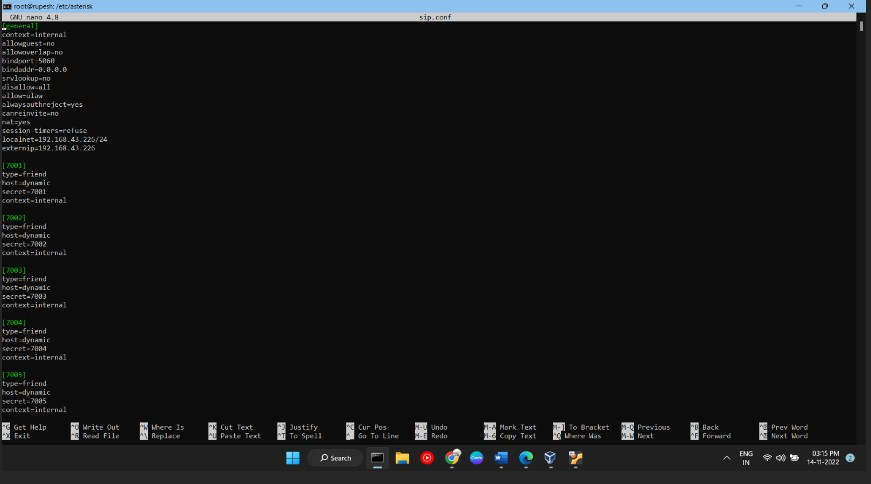 root@rupesh: /etc/asterisk
GNU nano 4.8 sip.conf
[general]
context=internal
allowguest=no
allowoverlap=no
bindport=5060
bindaddr=0.0.0.0
srvlookup=no
disallow=all
allow=ulaw
alwaysauthreject=yes
canreinvite=no
nat=yes
session-timers=refuse
localnet=192.168.43.226/24
externip=192.168.43.226
[7001]
type=friend
host=dynamic
secret=7001
context=internal
[7002]
type=friend
host=dynamic
secret=7002
context=internal
[7003]
type=friend
host=dynamic
secret=7003
context=internal
[7004]
type=friend
host=dynamic
secret=7004
context=internal
[7005]
type=friend
host=dynamic
secret=7005
context=internal
^G Get Help ^O Write Out ^W Where Is ^K Cut Text ^J Justify ^C Cur Pos M-U Undo M-A Mark Text M-] To Bracket M-Q Previous ^B Back Prev Word
^X Exit ^R Read File ^\ Replace ^U Paste Text ^T To Spell ^_ Go To Line M-E Redo M-6 Copy Text ^Q Where Was M-W Next ^F Forward Next Word
Search
ENG
IN
03:15 PM
14-11-2022
2